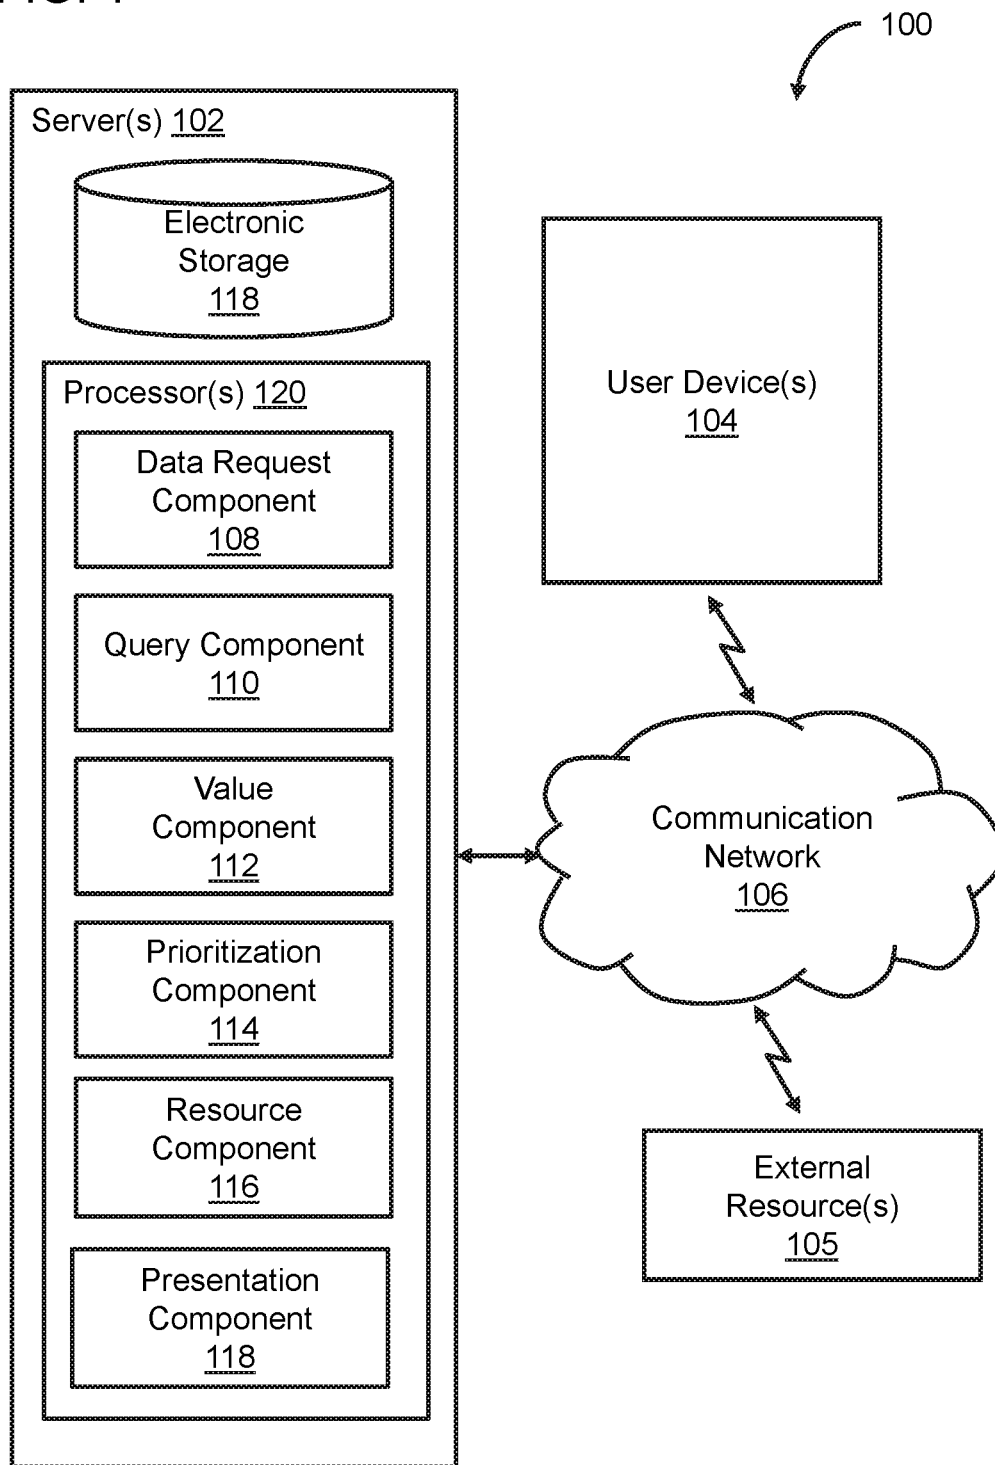 100
Server(s) 102
Electronic
Storage
118
Processor(s) 120
Data Request
Component
108
Query Component
110
Value
Component
112
Prioritization
Component
114
Resource
Component
116
Presentation
Component
118
User Device(s)
104
Communication
Network
106
External
Resource(s)
105